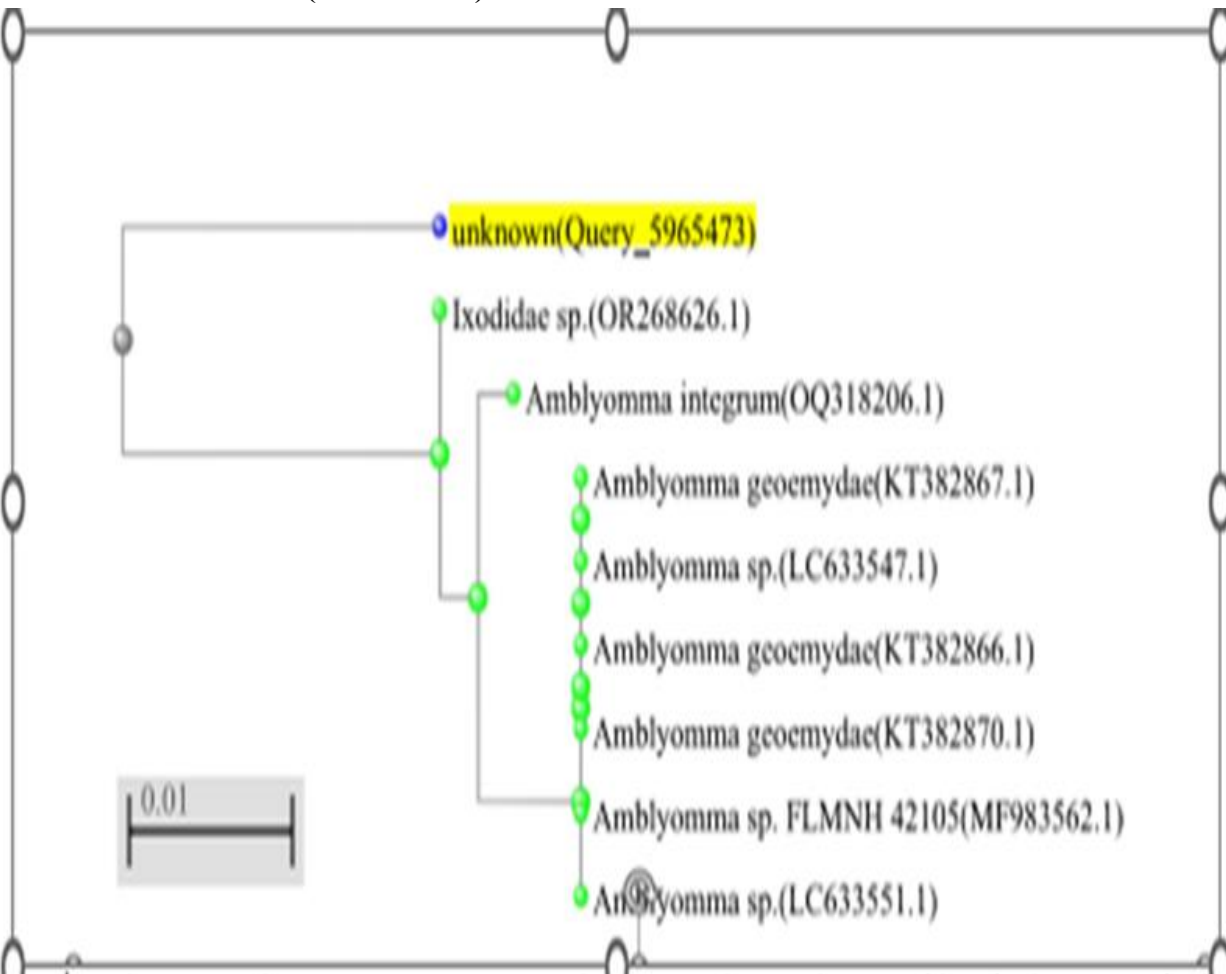 unknown(Query_5965473)
Ixodidae sp.(OR268626.1)
Amblyomma integrum(OQ318206.1)
Amblyomma geoemydae(KT382867.1)
Amblyomma sp.(LC633547.1)
Amblyomma geoemydae(KT382866.1)
Amblyomma geoemydae(KT382870.1)
0.01
Amblyomma sp. FLMNH 42105(MF983562.1)
Amblyomma sp.(LC633551.1)